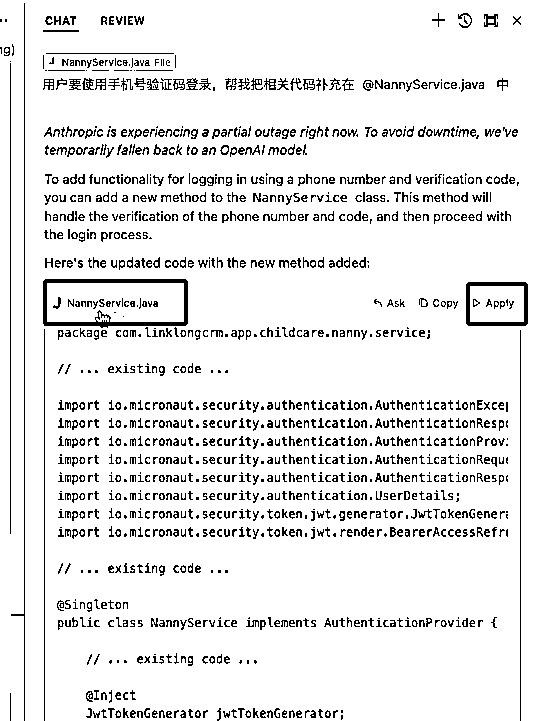 CHAT REVIEW
ng)
NannyService.java File
用户要使用手机号验证码登录，帮我把相关代码补充在 @NannyService.java 中
Anthropic is experiencing a partial outage right now. To avoid downtime, we've
temporarily fallen back to an OpenAI model.
To add functionality for logging in using a phone number and verification code,
you can add a new method to the NannyService class. This method will
handle the verification of the phone number and code, and then proceed with
the login process.
Here's the updated code with the new method added:
NannyService.java Ask Copy Apply
package com.linklongcrm.app.childcare.nanny.service;
// ... existing code ...
import io.micronaut.security.authentication.AuthenticationExcep
import io.micronaut.security.authentication.AuthenticationRespo
import io.micronaut.security.authentication.AuthenticationProvi
import io.micronaut.security.authentication.AuthenticationReque
import io.micronaut.security.authentication.AuthenticationRespo
import io.micronaut.security.authentication.UserDetails;
import io.micronaut.security.token.jwt.generator.JwtTokenGenera
import io.micronaut.security.token.jwt.render.BearerAccessRefre
// ... existing code ...
@Singleton
public class NannyService implements AuthenticationProvider {
// ... existing code ...
@Inject
JwtTokenGenerator jwtTokenGenerator;